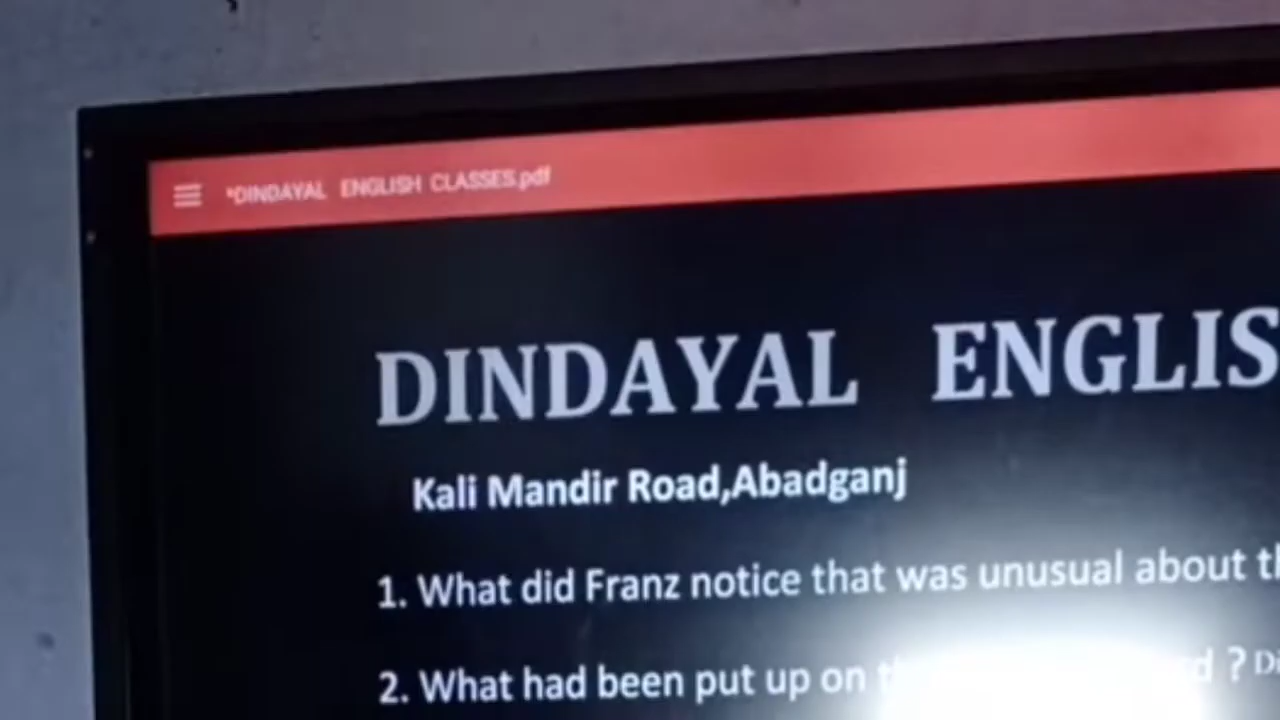 *DINDAYAL ENGLISH CLASSES.pdf
DINDAYAL ENGLIS
Kali Mandir Road,Abadganj
1. What did Franz notice that was unusual about
2. What had been put up on ?